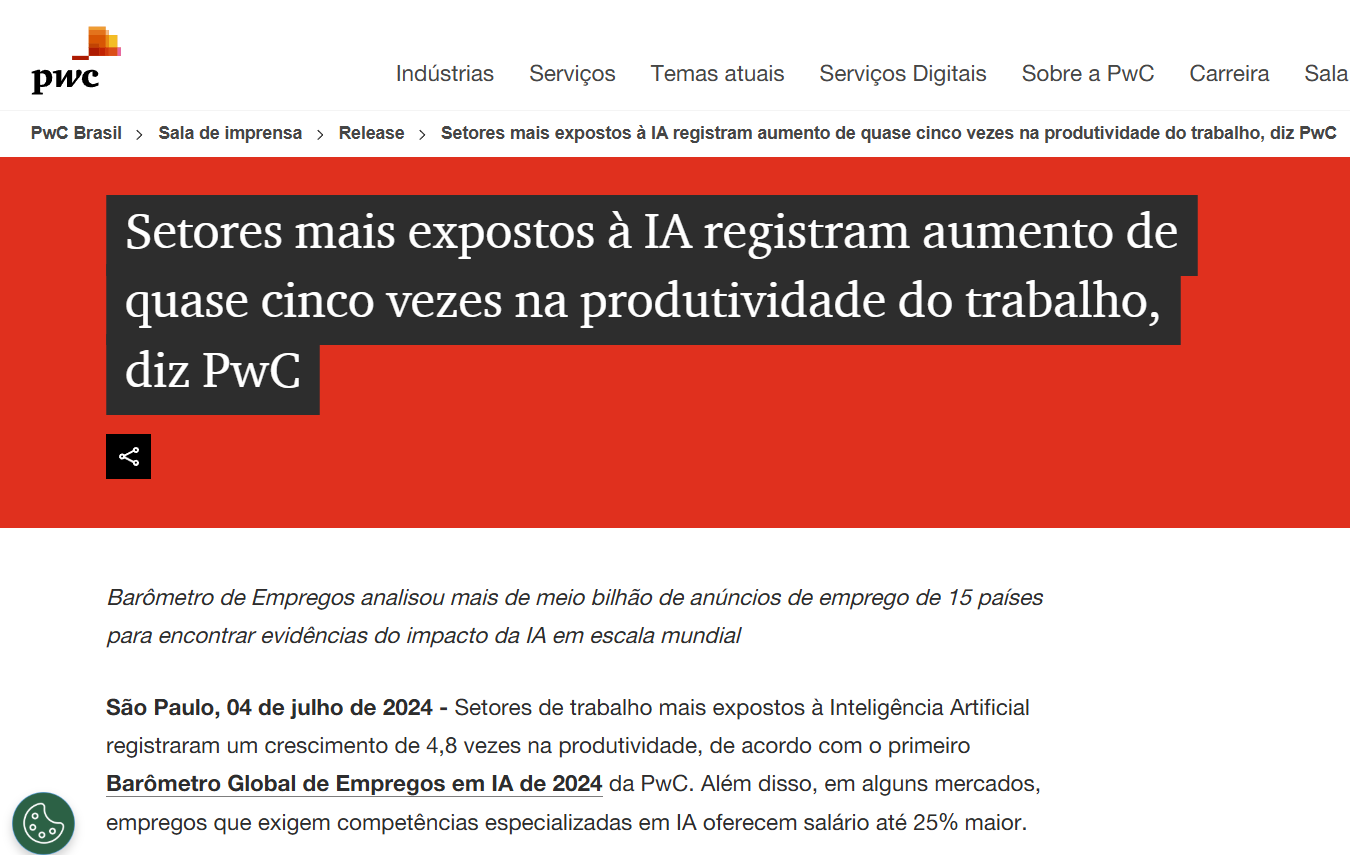 pwc
Indústrias Serviços Temas atuais Serviços Digitais Sobre a PwC Carreira Sala
PwC Brasil > Sala de imprensa > Release > Setores mais expostos à IA registram aumento de quase cinco vezes na produtividade do trabalho, diz PwC
Setores mais expostos à IA registram aumento de
quase cinco vezes na produtividade do trabalho,
diz PwC
Barômetro de Empregos analisou mais de meio bilhão de anúncios de emprego de 15 países
para encontrar evidências do impacto da IA em escala mundial
São Paulo, 04 de julho de 2024 - Setores de trabalho mais expostos à Inteligência Artificial
registraram um crescimento de 4,8 vezes na produtividade, de acordo com o primeiro
Barômetro Global de Empregos em IA de 2024 da PwC. Além disso, em alguns mercados,
empregos que exigem competências especializadas em IA oferecem salário até 25% maior.